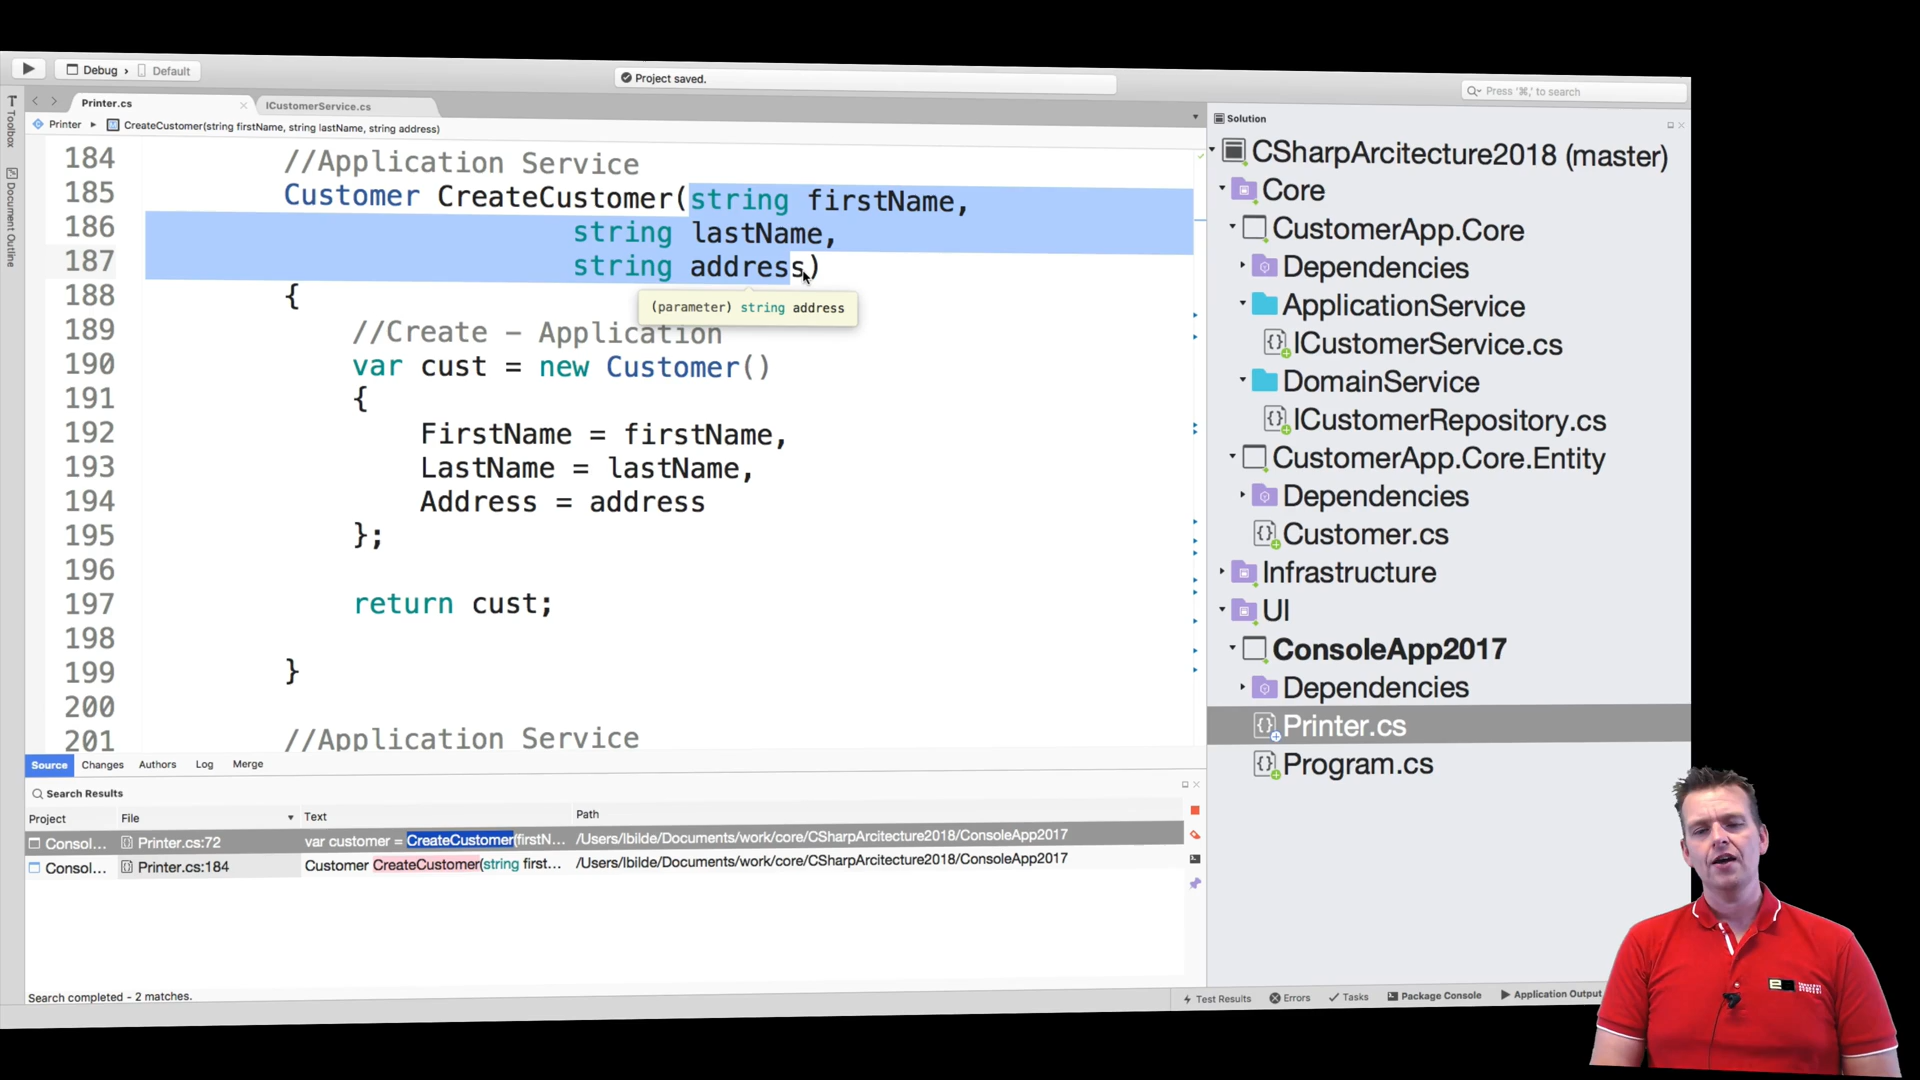 Debug › Default
Project saved.
Press '⌘,' to search
Toolbox
Document Outline
Printer.cs
ICustomerService.cs
Printer ▸ CreateCustomer(string firstName, string lastName, string address)
184 //Application Service
185 Customer CreateCustomer(string firstName,
186 string lastName,
187 string address)
188 {
(parameter) string address
189 //Create - Application
190 var cust = new Customer()
191 {
192 FirstName = firstName,
193 LastName = lastName,
194 Address = address
195 };
196
197 return cust;
198
199 }
200
201 //Application Service
Source Changes Authors Log Merge
Search Results
Project File Text Path
Consol... Printer.cs:72 var customer = CreateCustomer(firstN... /Users/lbilde/Documents/work/core/CSharpArcitecture2018/ConsoleApp2017
Consol... Printer.cs:184 Customer CreateCustomer(string first... /Users/lbilde/Documents/work/core/CSharpArcitecture2018/ConsoleApp2017
Search completed - 2 matches.
Solution
CSharpArcitecture2018 (master)
Core
CustomerApp.Core
Dependencies
ApplicationService
ICustomerService.cs
DomainService
ICustomerRepository.cs
CustomerApp.Core.Entity
Dependencies
Customer.cs
Infrastructure
UI
ConsoleApp2017
Dependencies
Printer.cs
Program.cs
Test Results Errors Tasks Package Console Application Output